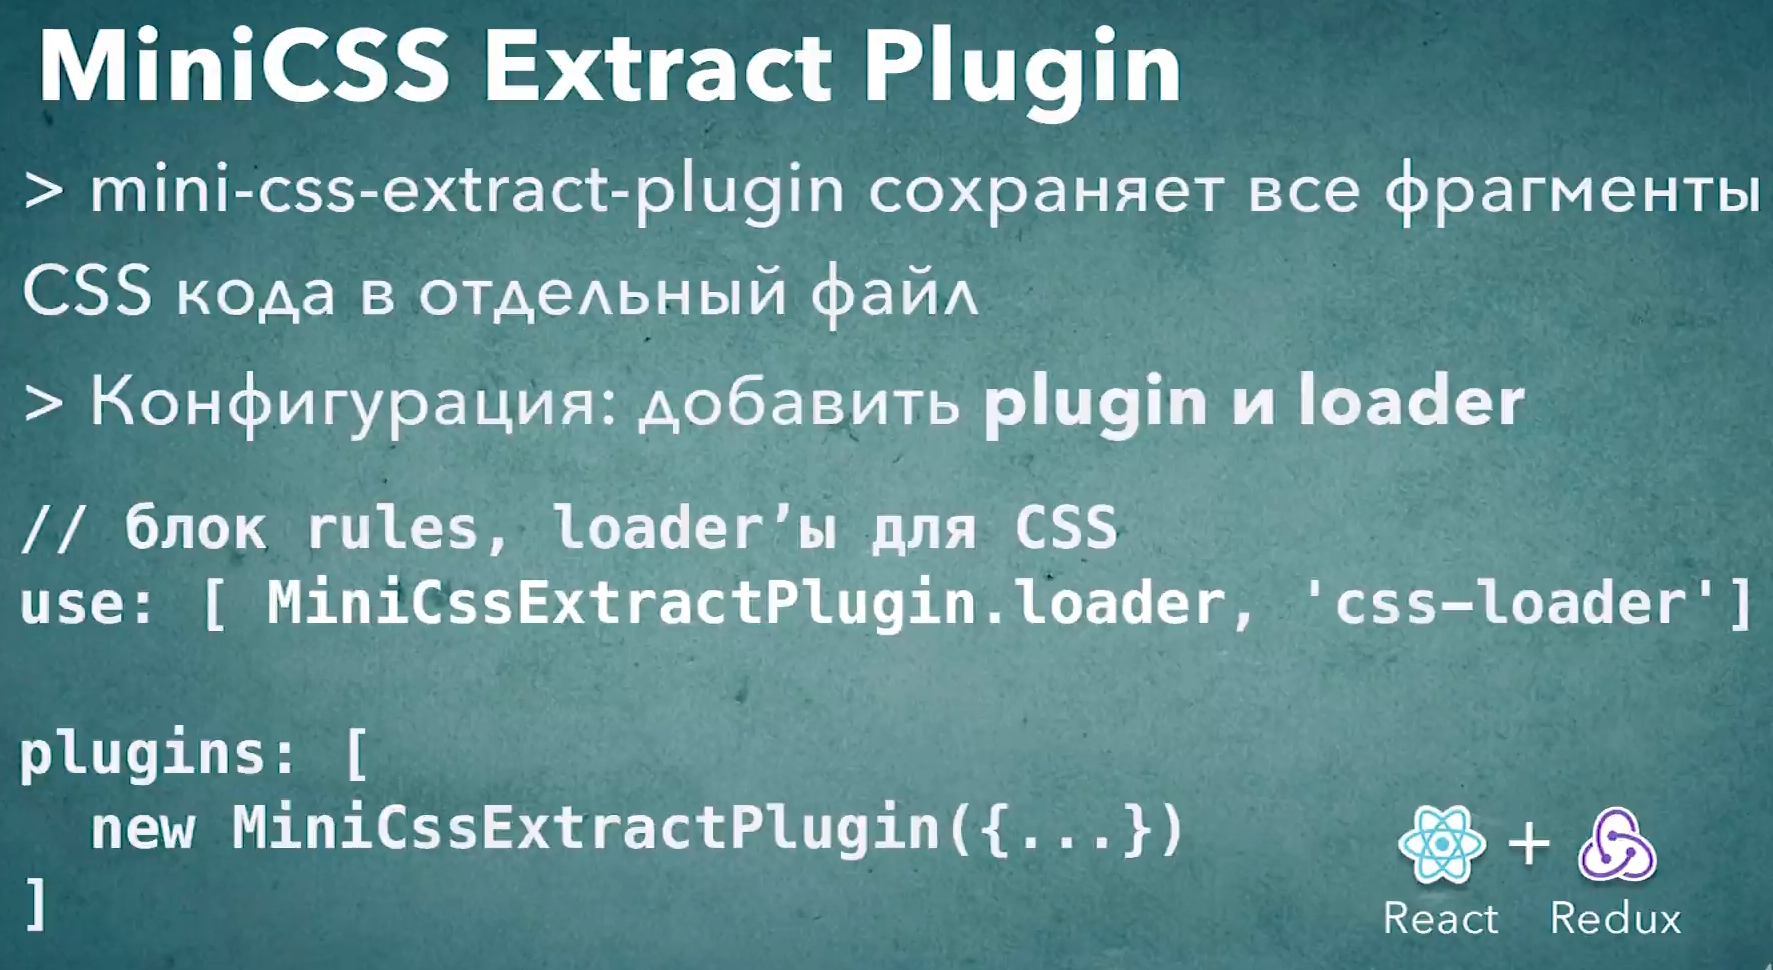 MiniCSS Extract Plugin
> mini-css-extract-plugin сохраняет все фрагменты
CSS кода в отдельный файл
> Конфигурация: добавить plugin и loader
// блок rules, loader’ы для CSS
use: [ MiniCssExtractPlugin.loader, 'css-loader']
plugins: [
  new MiniCssExtractPlugin({...})
]
+
React Redux